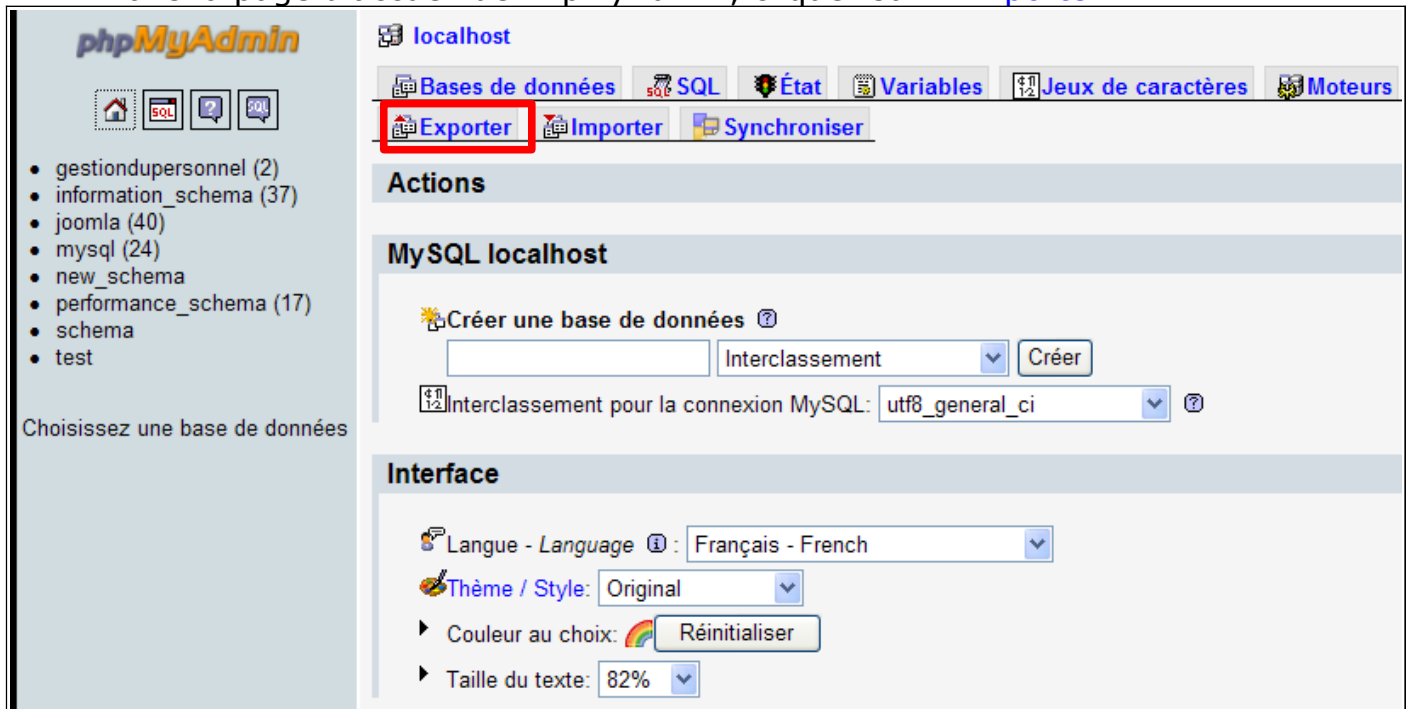 phpMyAdmin
SQL
SQL
gestiondupersonnel (2)
information_schema (37)
joomla (40)
mysql (24)
new_schema
performance_schema (17)
schema
test
Choisissez une base de données
localhost
Bases de données SQL État Variables Jeux de caractères Moteurs
Exporter Importer Synchroniser
Actions
MySQL localhost
Créer une base de données
Interclassement Créer
Interclassement pour la connexion MySQL: utf8_general_ci
Interface
Langue - Language : Français - French
Thème / Style: Original
Couleur au choix: Réinitialiser
Taille du texte: 82%